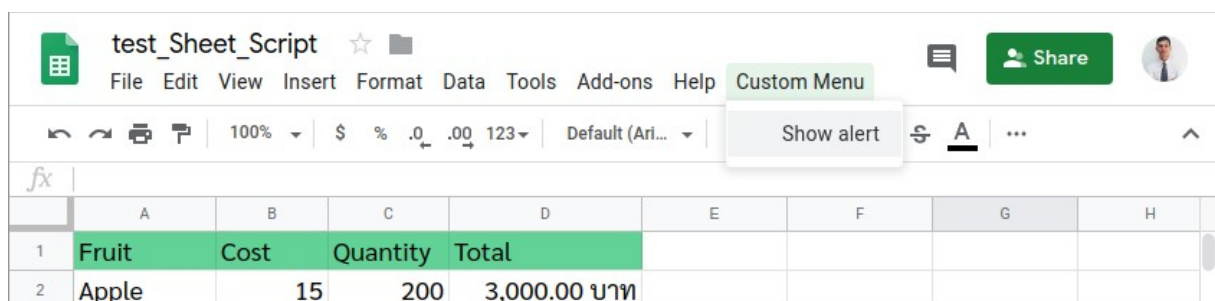 test_Sheet_Script
File Edit View Insert Format Data Tools Add-ons Help Custom Menu
Share
100% $ % .0 .00 123 Default (Ari... Show alert S A ...
fx
A B C D E F G H
1 Fruit Cost Quantity Total
2 Apple 15 200 3,000.00 บาท